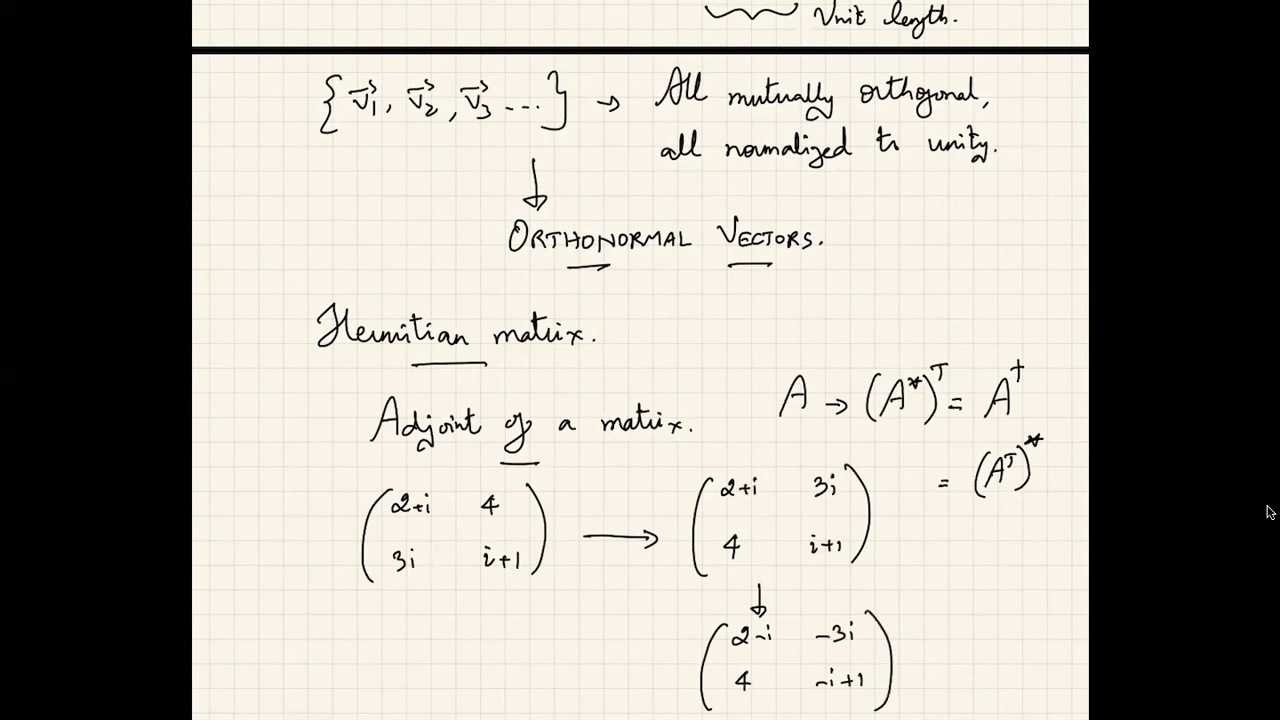 Unit length.
{v⃗1, v⃗2, v⃗3 ...} → All mutually orthogonal,
all normalized to unity.
↓
ORTHONORMAL VECTORS.
Hermitian matrix.
Adjoint of a matrix.
A → (A*)ᵀ = A†
= (Aᵀ)*
(2+i 4
3i i+1)
→
(2+i 3i
4 i+1)
↓
(2-i -3i
4 -i+1)